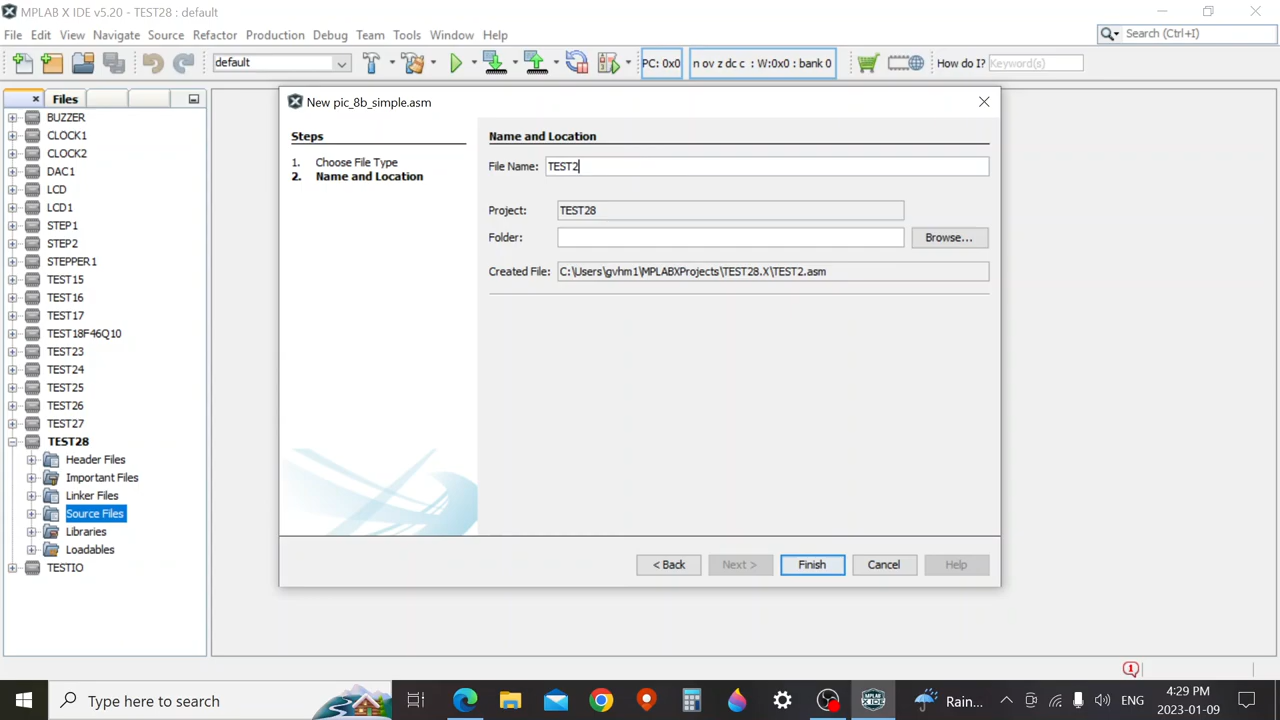 MPLAB X IDE v5.20 - TEST28 : default
File Edit View Navigate Source Refactor Production Debug Team Tools Window Help
Search (Ctrl+I)
default
PC: 0x0
n ov z dc c : W:0x0 : bank 0
How do I?
Keyword(s)
Files
BUZZER
CLOCK1
CLOCK2
DAC1
LCD
LCD1
STEP1
STEP2
STEPPER1
TEST15
TEST16
TEST17
TEST18F46Q10
TEST23
TEST24
TEST25
TEST26
TEST27
TEST28
Header Files
Important Files
Linker Files
Source Files
Libraries
Loadables
TESTIO
New pic_8b_simple.asm
Steps
1. Choose File Type
2. Name and Location
Name and Location
File Name: TEST2
Project: TEST28
Folder:
Browse...
Created File: C:\Users\gvhm1\MPLABXProjects\TEST28.X\TEST2.asm
< Back
Next >
Finish
Cancel
Help
1
Type here to search
Rain...
ENG
4:29 PM
2023-01-09